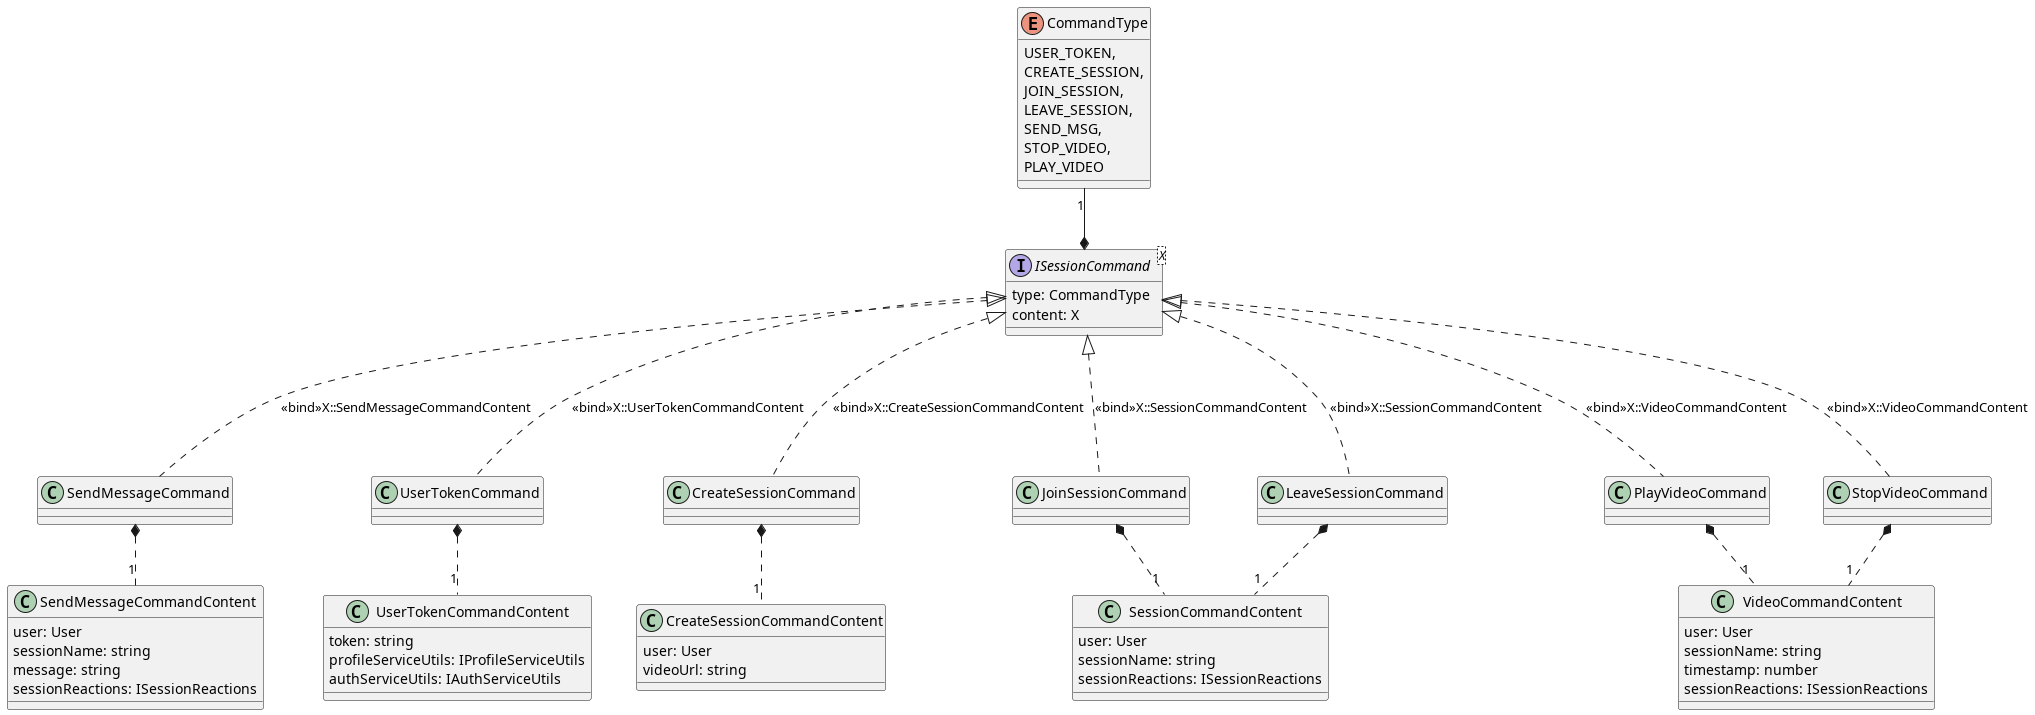 E CommandType
USER_TOKEN,
CREATE_SESSION,
JOIN_SESSION,
LEAVE_SESSION,
SEND_MSG,
STOP_VIDEO,
PLAY_VIDEO
1
I ISessionCommand X
type: CommandType
content: X
«bind»X::SendMessageCommandContent
«bind»X::UserTokenCommandContent
«bind»X::CreateSessionCommandContent
«bind»X::SessionCommandContent
«bind»X::SessionCommandContent
«bind»X::VideoCommandContent
«bind»X::VideoCommandContent
C SendMessageCommand
C UserTokenCommand
C CreateSessionCommand
C JoinSessionCommand
C LeaveSessionCommand
C PlayVideoCommand
C StopVideoCommand
1
1
1
1
1
1
1
C SendMessageCommandContent
user: User
sessionName: string
message: string
sessionReactions: ISessionReactions
C UserTokenCommandContent
token: string
profileServiceUtils: IProfileServiceUtils
authServiceUtils: IAuthServiceUtils
C CreateSessionCommandContent
user: User
videoUrl: string
C SessionCommandContent
user: User
sessionName: string
sessionReactions: ISessionReactions
C VideoCommandContent
user: User
sessionName: string
timestamp: number
sessionReactions: ISessionReactions